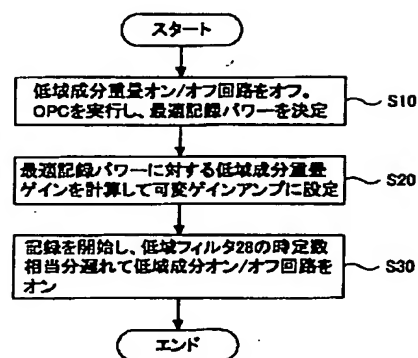 スタート
低域成分重畳オン/オフ回路をオフ。
OPCを実行し、最適記録パワーを決定
S10
最適記録パワーに対する低域成分重畳
ゲインを計算して可変ゲインアンプに設定
S20
記録を開始し、低域フィルタ28の時定数
相当分遅れて低域成分オン/オフ回路を
オン
S30
エンド